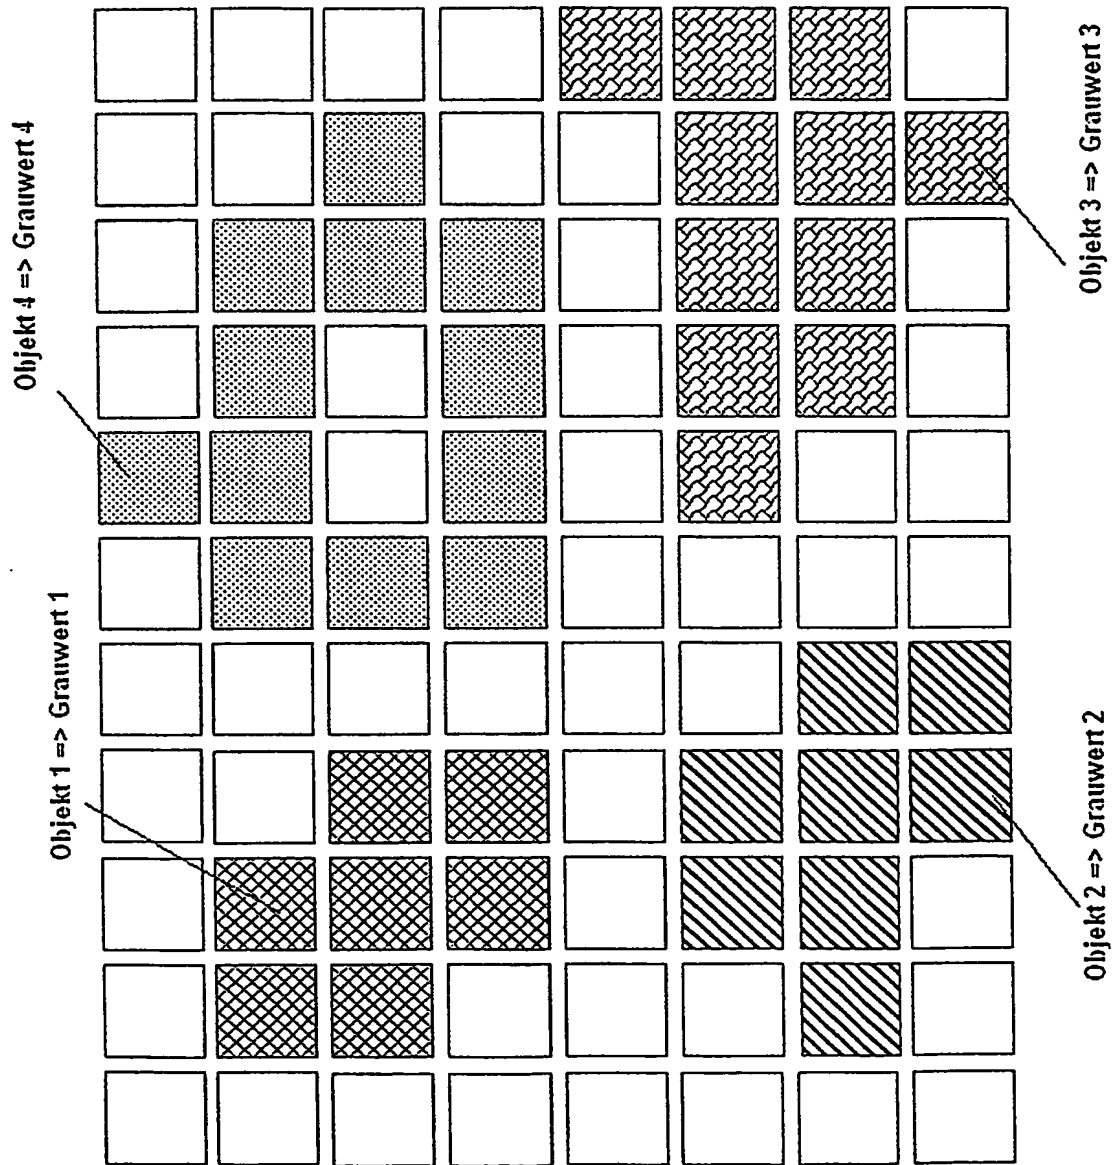 Objekt 1 => Grauwert 1
Objekt 4 => Grauwert 4
Objekt 2 => Grauwert 2
Objekt 3 => Grauwert 3